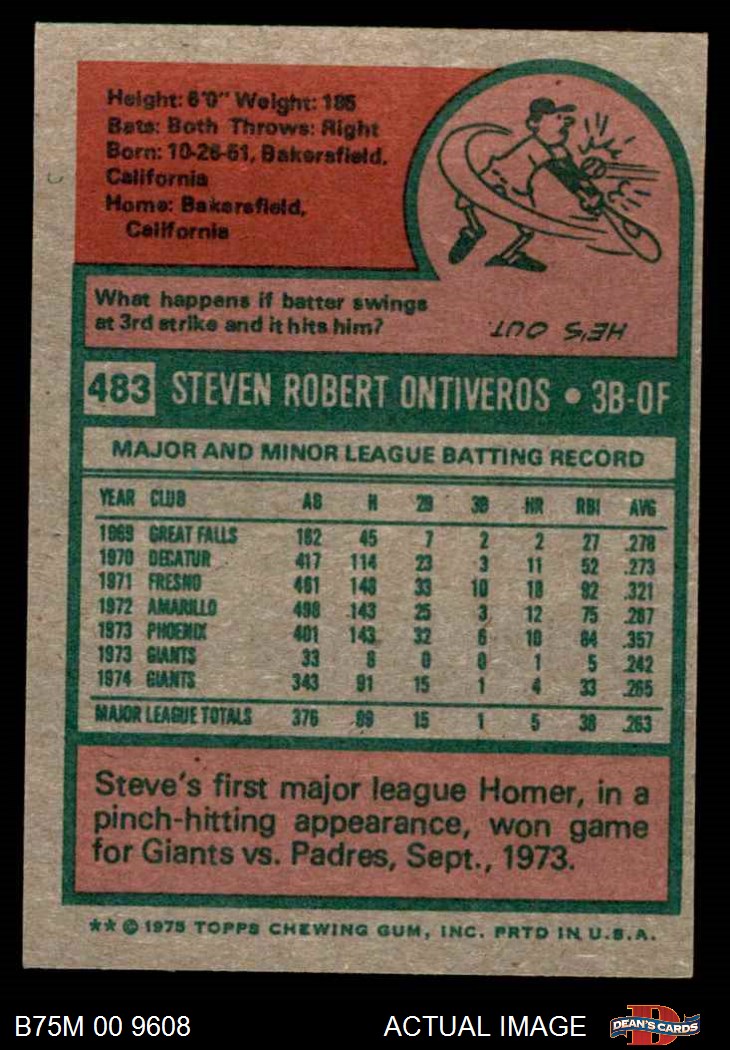 Height: 6'0" Weight: 185
Bats: Both Throws: Right
Born: 10-26-51, Bakersfield,
California
Home: Bakersfield,
California
What happens if batter swings
at 3rd strike and it hits him?
HE'S OUT.
483 STEVEN ROBERT ONTIVEROS • 3B-OF
MAJOR AND MINOR LEAGUE BATTING RECORD
YEAR CLUB AB H 2B 3B HR RBI AVG
1969 GREAT FALLS 162 45 7 2 2 27 .278
1970 DECATUR 417 114 23 3 11 52 .273
1971 FRESNO 461 148 33 10 18 92 .321
1972 AMARILLO 498 143 25 3 12 75 .287
1973 PHOENIX 401 143 32 6 10 84 .357
1973 GIANTS 33 8 0 0 1 5 .242
1974 GIANTS 343 91 15 1 4 33 .265
MAJOR LEAGUE TOTALS 376 99 15 1 5 38 .263
Steve's first major league Homer, in a
pinch-hitting appearance, won game
for Giants vs. Padres, Sept., 1973.
** © 1975 TOPPS CHEWING GUM, INC. PRTD IN U.S.A.
B75M 00 9608 ACTUAL IMAGE DEAN'S CARDS